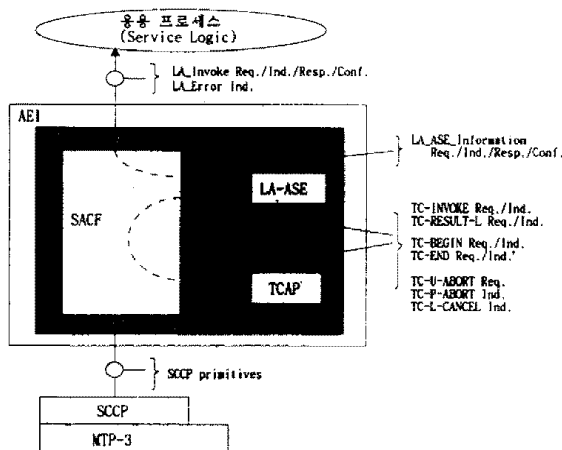 응용 프로세스
(Service Logic)
LA_Invoke Req./Ind./Resp./Conf.
LA_Error Ind.
AEI
LA_ASE_Information
Req./Ind./Resp./Conf.
LA-ASE
SACF
TC-INVOKE Req./Ind.
TC-RESULT-L Req./Ind.
TC-BEGIN Req./Ind.
TC-END Req./Ind.
TCAP
TC-U-ABORT Req.
TC-P-ABORT Ind.
TC-L-CANCEL Ind.
SCCP primitives
SCCP
MTP-3